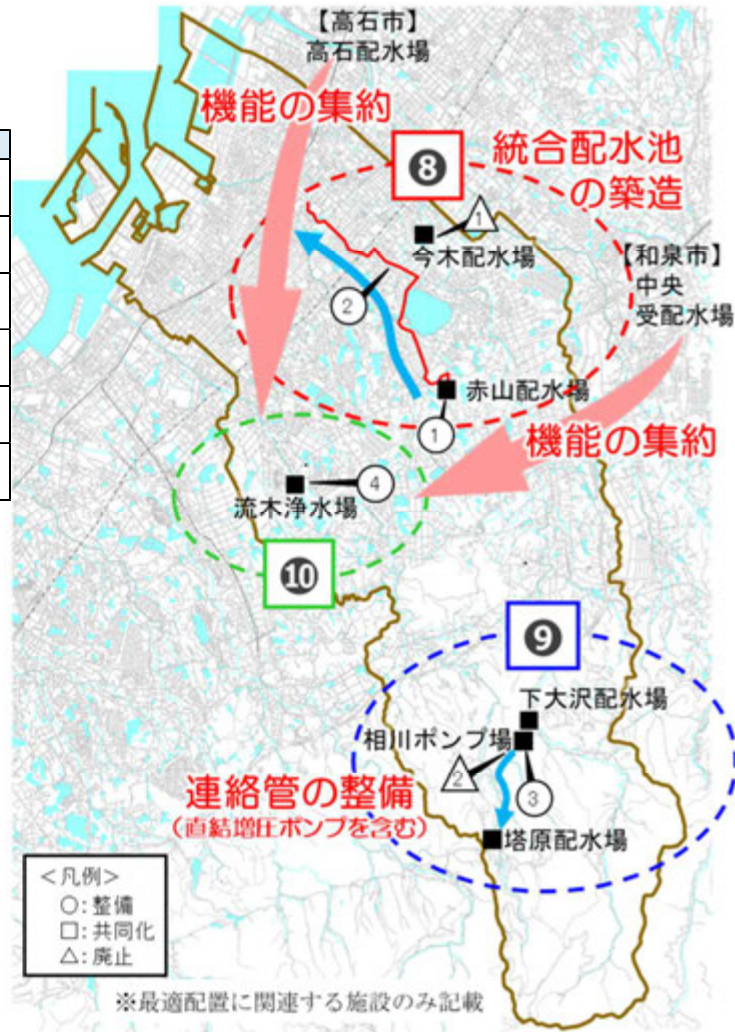 【高石市】
高石配水場
機能の集約
❽
統合配水池
の築造
1
今木配水場
【和泉市】
中央
受配水場
2
赤山配水場
1
機能の集約
4
流木浄水場
❿
❾
下大沢配水場
相川ポンプ場
2
3
連絡管の整備
(直結増圧ポンプを含む)
塔原配水場
<凡例>
○:整備
□:共同化
△:廃止
※最適配置に関連する施設のみ記載